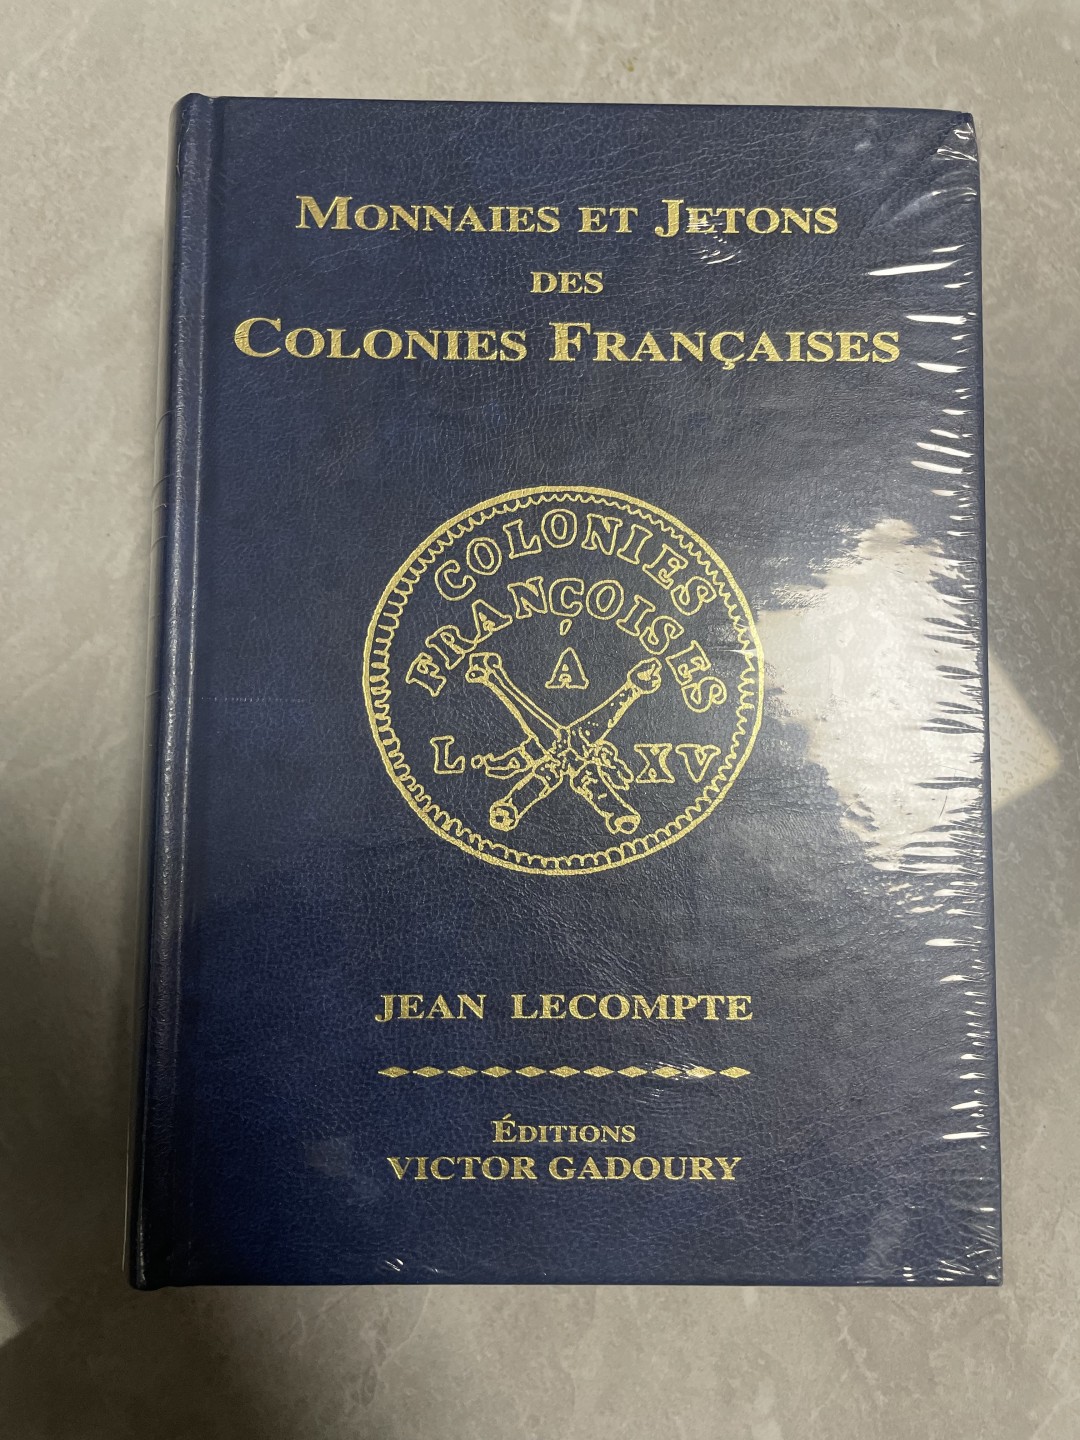 MONNAIES ET JETONS
DES
COLONIES FRANÇAISES
COLONIES
FRANÇOISES
A
L. XV
JEAN LECOMPTE
ÉDITIONS
VICTOR GADOURY